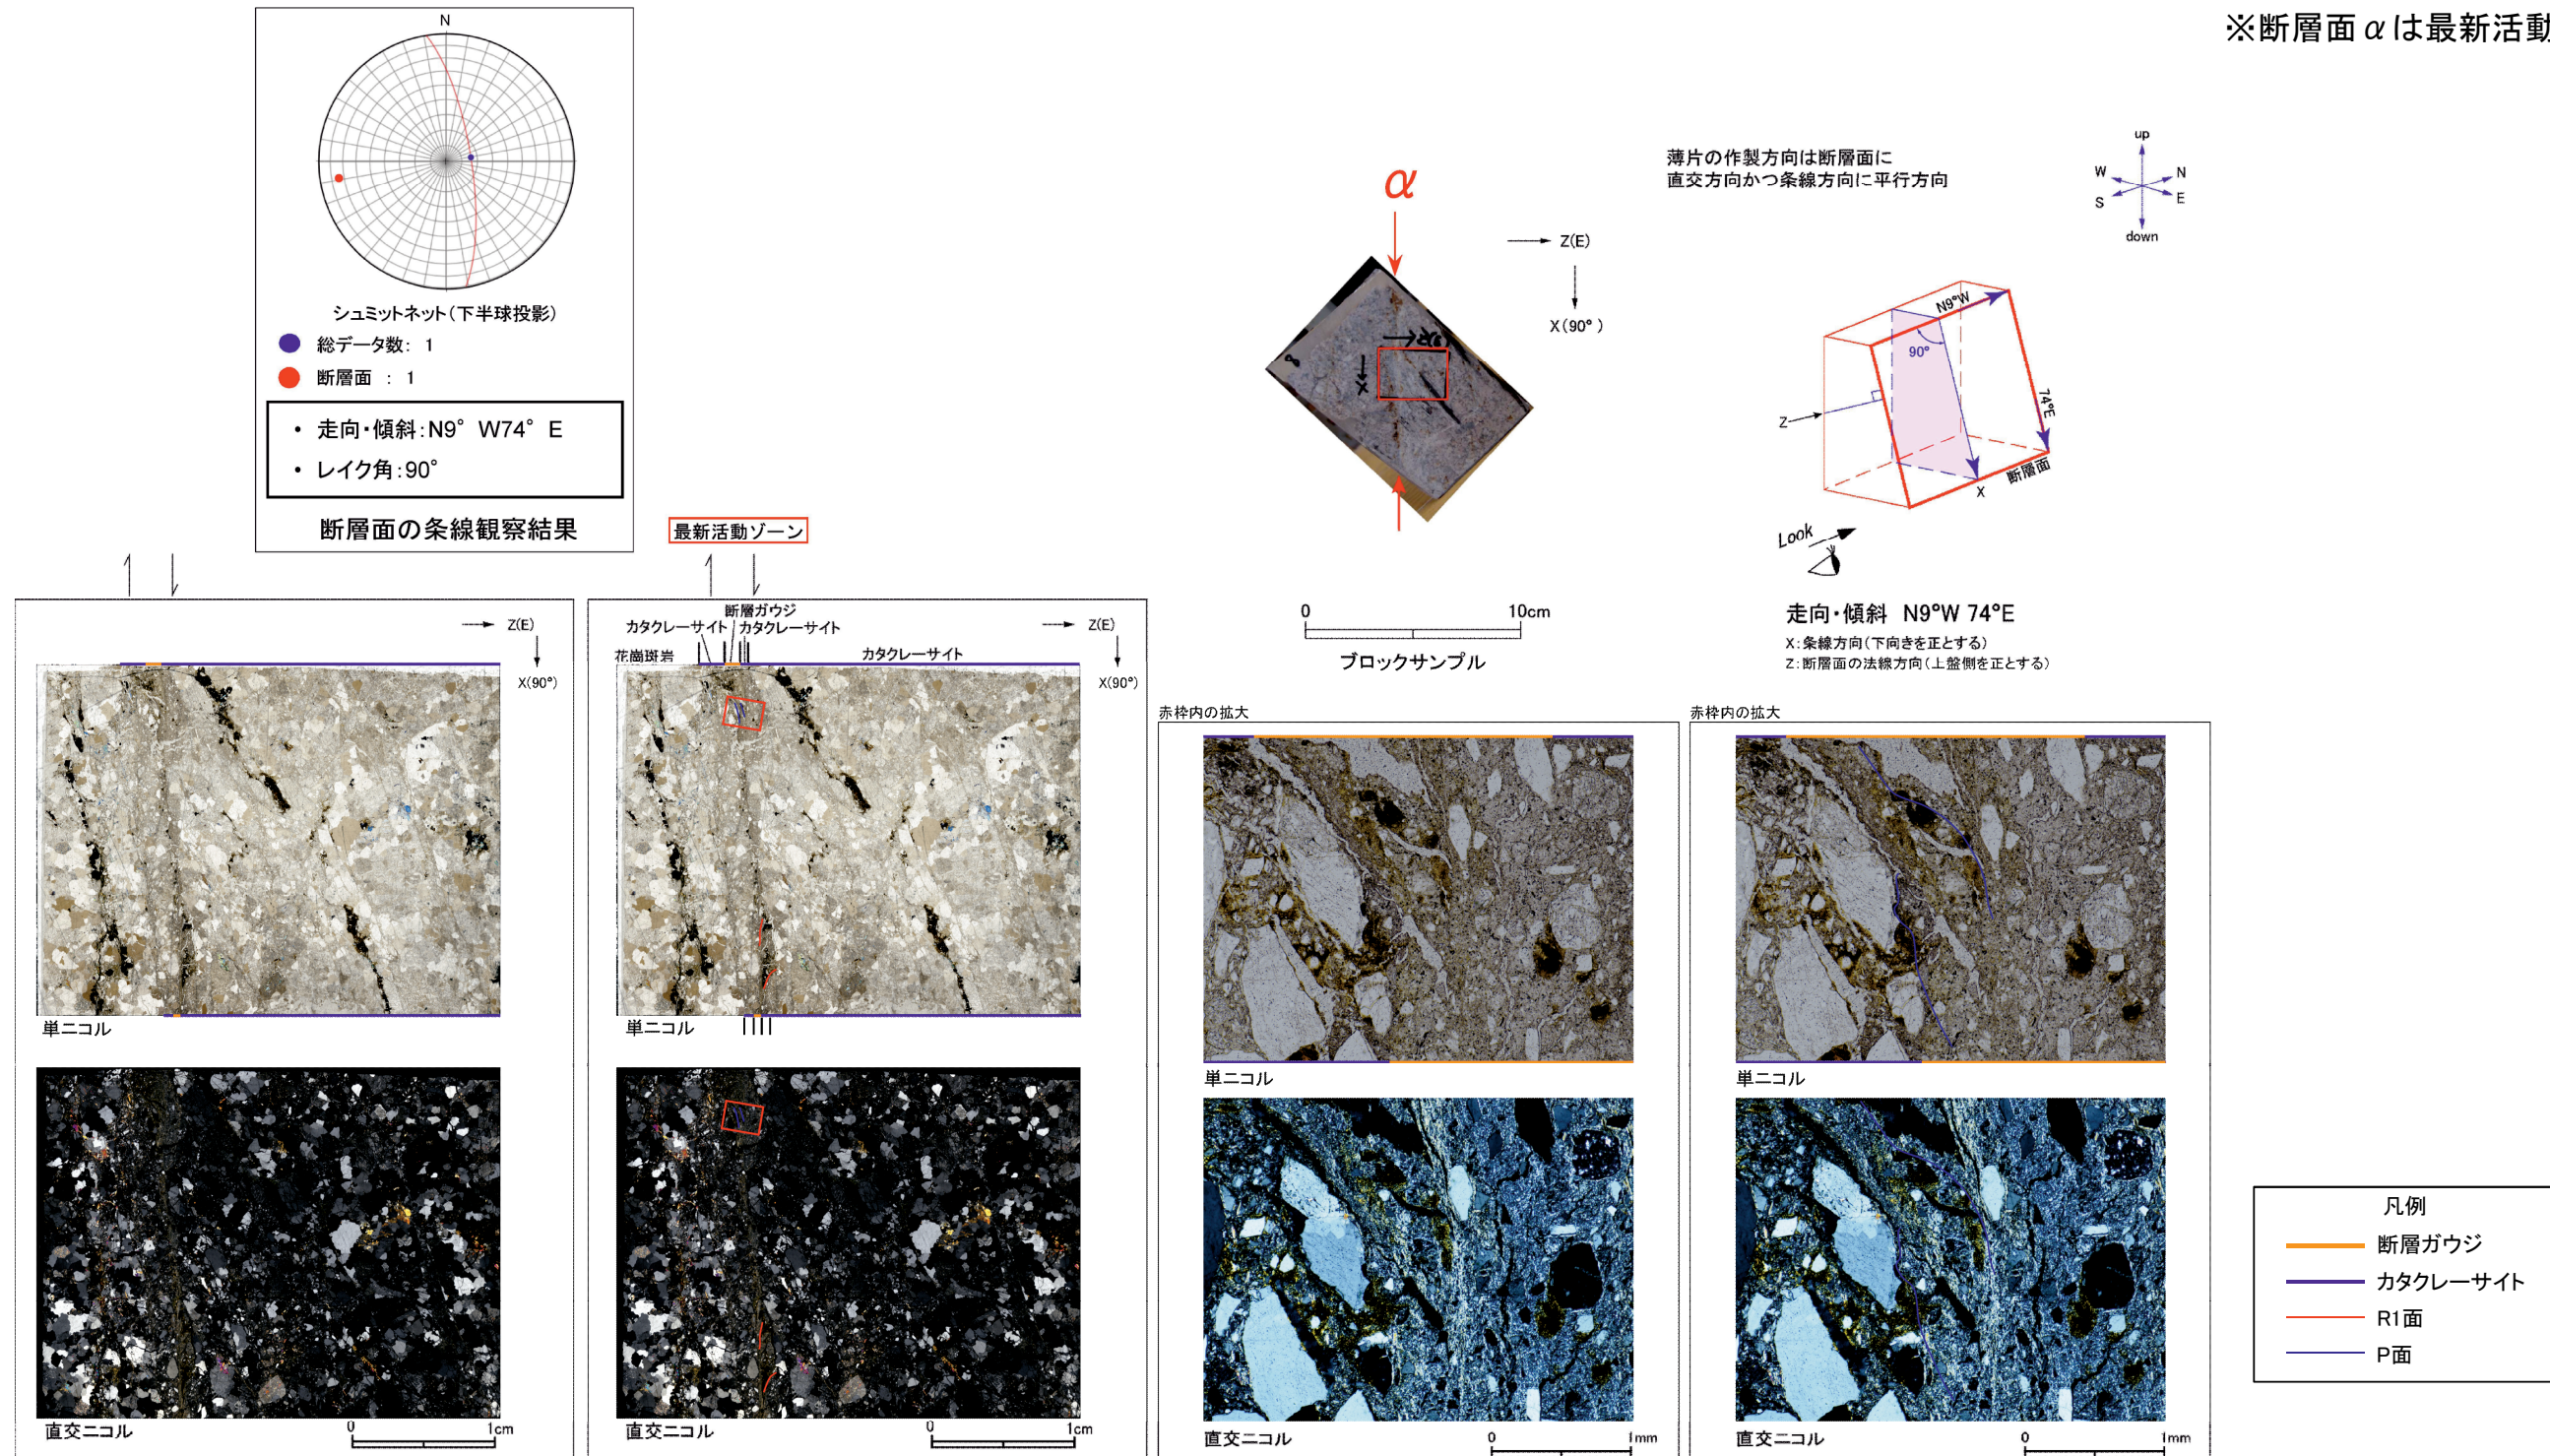 ※断層面αは最新活動
N
シュミットネット(下半球投影)
総データ数: 1
断層面 : 1
・ 走向・傾斜:N9°W74°E
・ レイク角:90°
断層面の条線観察結果
α
Z(E)
X(90°)
0 10cm
ブロックサンプル
薄片の作製方向は断層面に
直交方向かつ条線方向に平行方向
up
W N
S E
down
N9°W
90°
74°E
Z
X
断層面
Look
走向・傾斜 N9°W 74°E
X:条線方向(下向きを正とする)
Z:断層面の法線方向(上盤側を正とする)
Z(E)
X(90°)
単ニコル
直交ニコル
0 1cm
最新活動ゾーン
断層ガウジ
カタクレーサイト カタクレーサイト
花崗斑岩 カタクレーサイト
Z(E)
X(90°)
単ニコル
直交ニコル
0 1cm
赤枠内の拡大
単ニコル
直交ニコル
0 1mm
赤枠内の拡大
単ニコル
直交ニコル
0 1mm
凡例
断層ガウジ
カタクレーサイト
R1面
P面